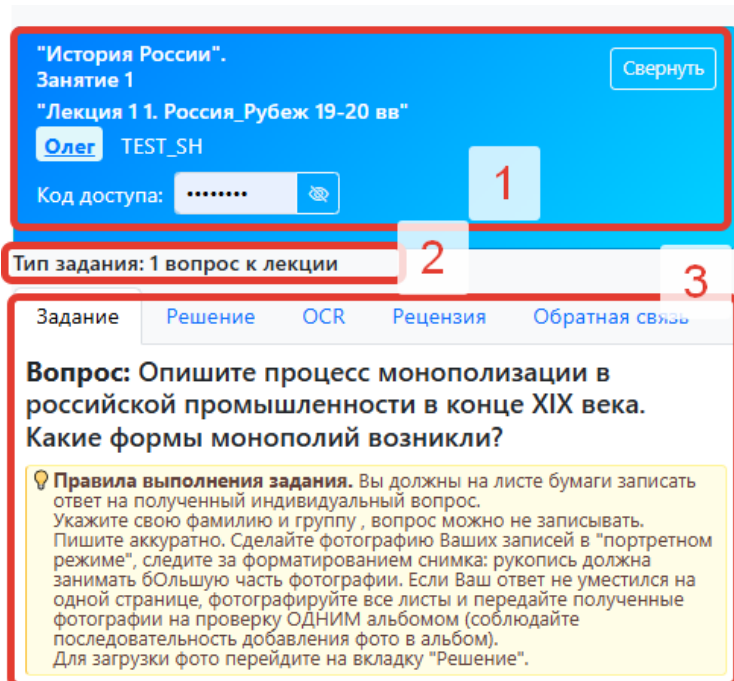 "История России".
Занятие 1
Свернуть
"Лекция 1 1. Россия_Рубеж 19-20 вв"
Олег TEST_SH
Код доступа: ••••••••
1
Тип задания: 1 вопрос к лекции
2
3
Задание Решение OCR Рецензия Обратная связь
Вопрос: Опишите процесс монополизации в
российской промышленности в конце XIX века.
Какие формы монополий возникли?
Правила выполнения задания. Вы должны на листе бумаги записать
ответ на полученный индивидуальный вопрос.
Укажите свою фамилию и группу , вопрос можно не записывать.
Пишите аккуратно. Сделайте фотографию Ваших записей в "портретном
режиме", следите за форматированием снимка: рукопись должна
занимать бОльшую часть фотографии. Если Ваш ответ не уместился на
одной странице, фотографируйте все листы и передайте полученные
фотографии на проверку ОДНИМ альбомом (соблюдайте
последовательность добавления фото в альбом).
Для загрузки фото перейдите на вкладку "Решение".